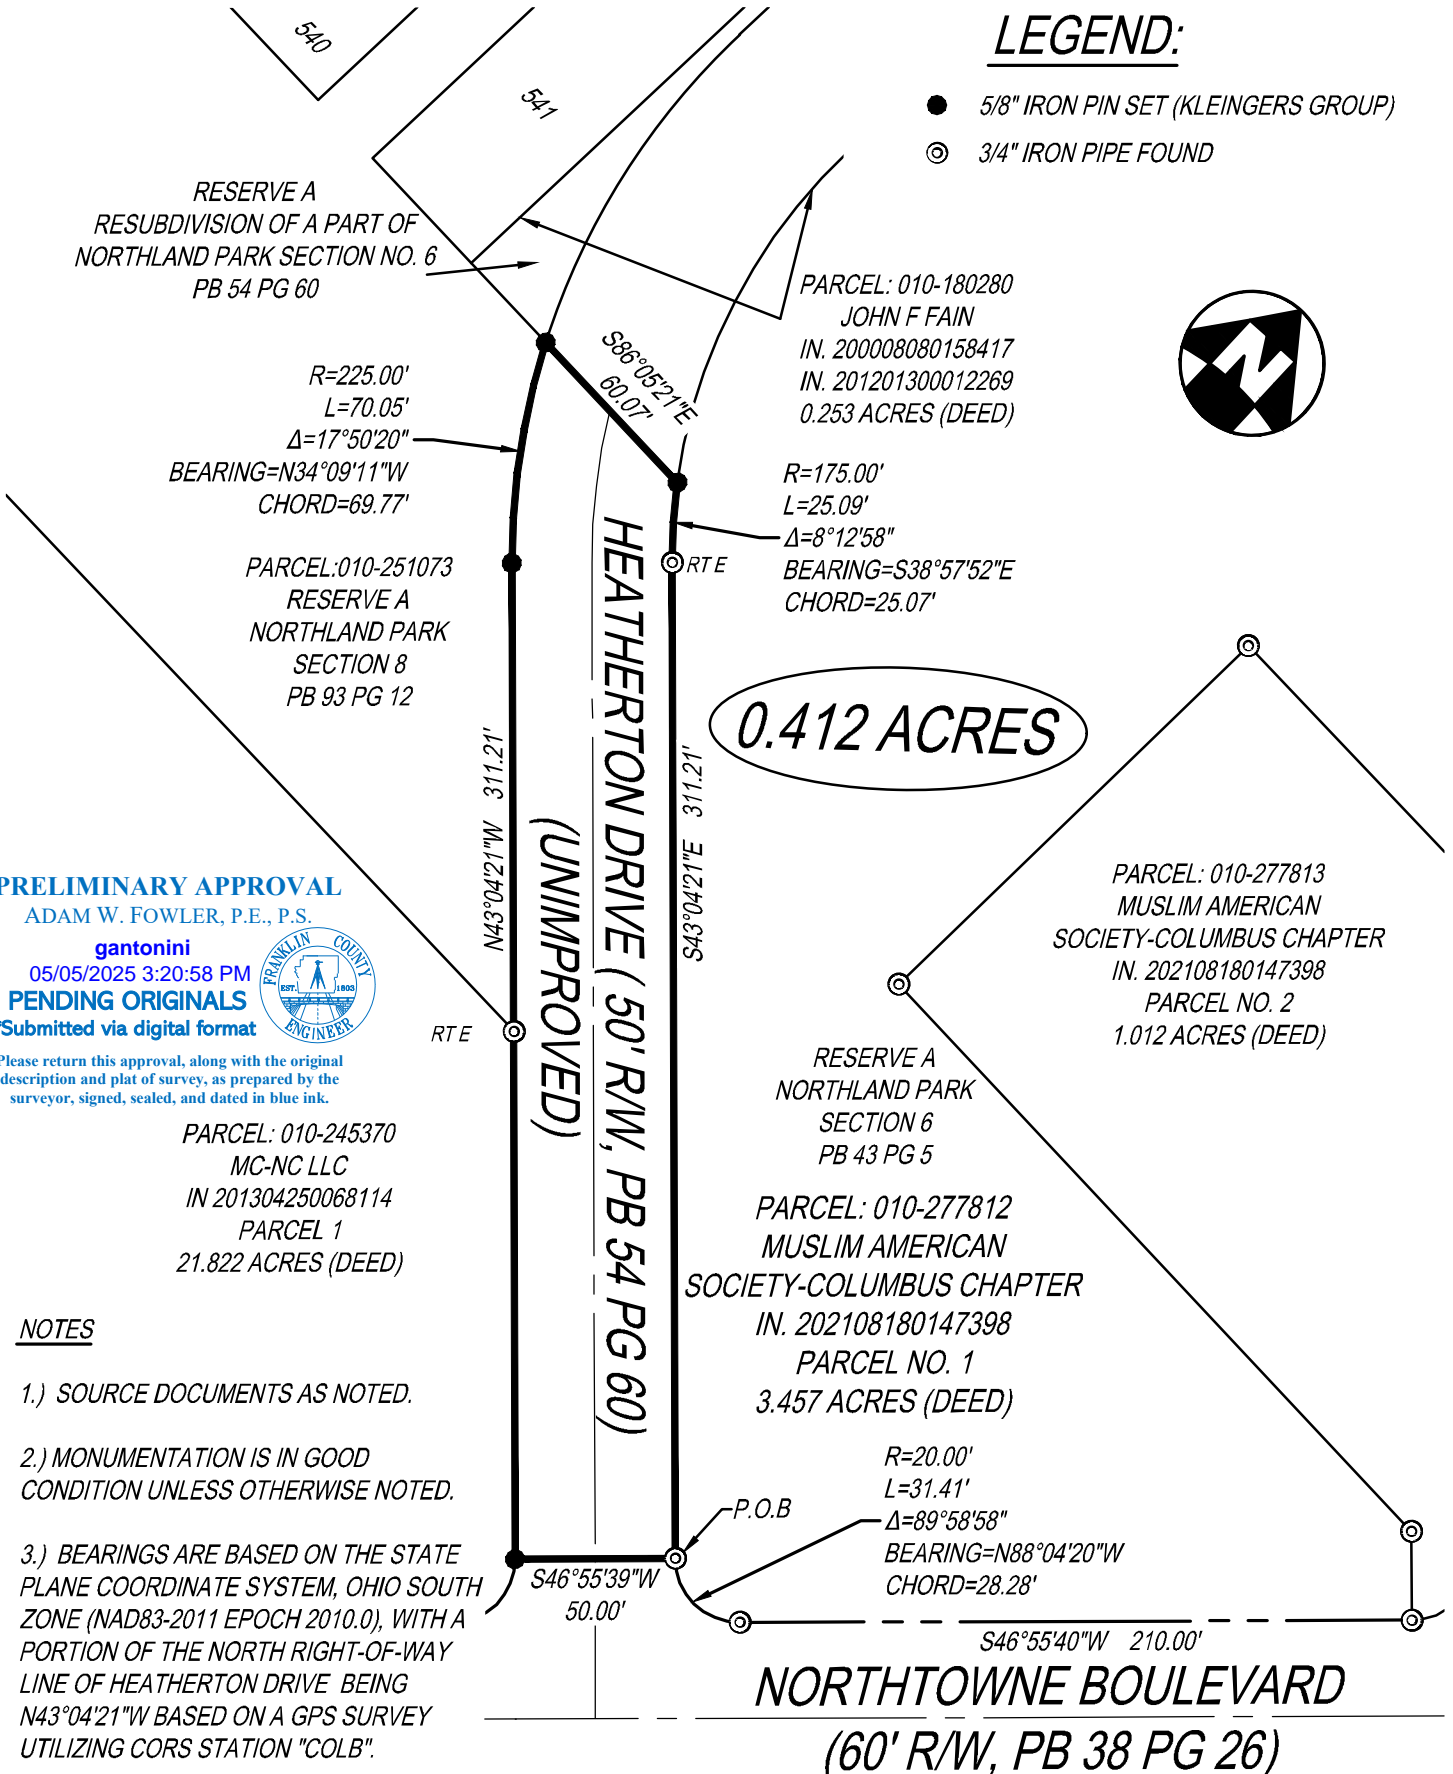 LEGEND:
5/8" IRON PIN SET (KLEINGERS GROUP)
3/4" IRON PIPE FOUND
540
541
RESERVE A
RESUBDIVISION OF A PART OF
NORTHLAND PARK SECTION NO. 6
PB 54 PG 60
PARCEL: 010-180280
JOHN F FAIN
IN. 200008080158417
IN. 201201300012269
0.253 ACRES (DEED)
N
S86°05'21"E
60.07'
R=225.00'
L=70.05'
Δ=17°50'20"
BEARING=N34°09'11"W
CHORD=69.77'
R=175.00'
L=25.09'
Δ=8°12'58"
BEARING=S38°57'52"E
CHORD=25.07'
RT E
PARCEL:010-251073
RESERVE A
NORTHLAND PARK
SECTION 8
PB 93 PG 12
0.412 ACRES
N43°04'21"W 311.21'
S43°04'21"E 311.21'
HEATHERTON DRIVE ( 50' R/W, PB 54 PG 60)
(UNIMPROVED)
PARCEL: 010-277813
MUSLIM AMERICAN
SOCIETY-COLUMBUS CHAPTER
IN. 202108180147398
PARCEL NO. 2
1.012 ACRES (DEED)
PRELIMINARY APPROVAL
ADAM W. FOWLER, P.E., P.S.
gantonini
05/05/2025 3:20:58 PM
PENDING ORIGINALS
*Submitted via digital format
Please return this approval, along with the original
description and plat of survey, as prepared by the
surveyor, signed, sealed, and dated in blue ink.
FRANKLIN COUNTY
EST. 1803
ENGINEER
RT E
RESERVE A
NORTHLAND PARK
SECTION 6
PB 43 PG 5
PARCEL: 010-245370
MC-NC LLC
IN 201304250068114
PARCEL 1
21.822 ACRES (DEED)
PARCEL: 010-277812
MUSLIM AMERICAN
SOCIETY-COLUMBUS CHAPTER
IN. 202108180147398
PARCEL NO. 1
3.457 ACRES (DEED)
NOTES
1.) SOURCE DOCUMENTS AS NOTED.
2.) MONUMENTATION IS IN GOOD
CONDITION UNLESS OTHERWISE NOTED.
3.) BEARINGS ARE BASED ON THE STATE
PLANE COORDINATE SYSTEM, OHIO SOUTH
ZONE (NAD83-2011 EPOCH 2010.0), WITH A
PORTION OF THE NORTH RIGHT-OF-WAY
LINE OF HEATHERTON DRIVE BEING
N43°04'21"W BASED ON A GPS SURVEY
UTILIZING CORS STATION "COLB".
R=20.00'
L=31.41'
Δ=89°58'58"
BEARING=N88°04'20"W
CHORD=28.28'
P.O.B
S46°55'39"W
50.00'
S46°55'40"W 210.00'
NORTHTOWNE BOULEVARD
(60' R/W, PB 38 PG 26)